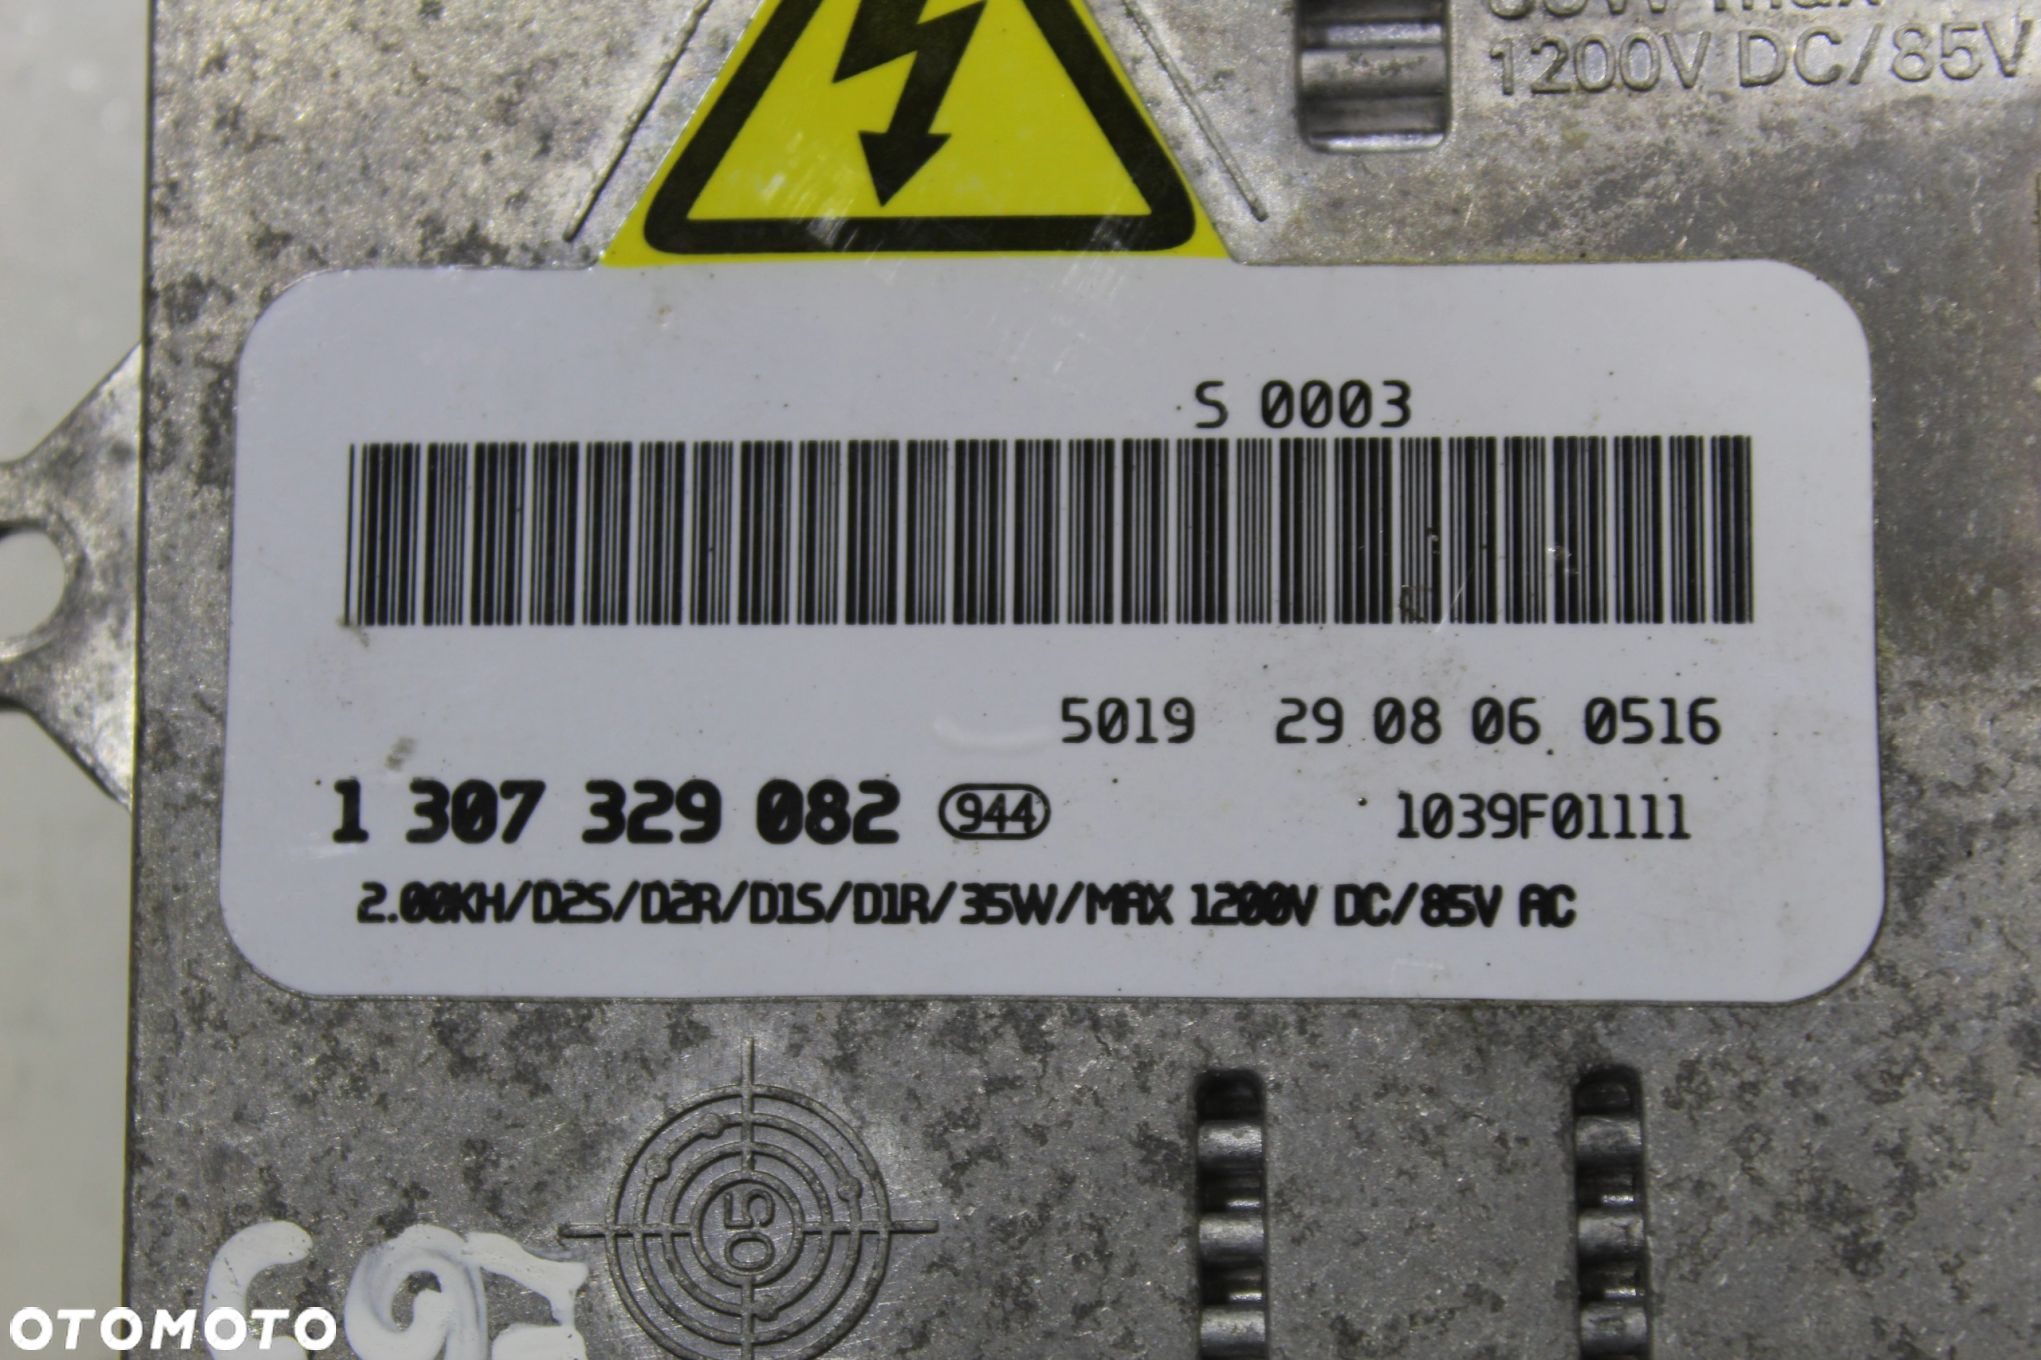 1200V DC/85V
S 0003
5019 29 08 06 0516
1 307 329 082 944 1039F01111
2.00KH/D2S/D2R/D1S/D1R/35W/MAX 1200V DC/85V AC
05
OTOMOTO